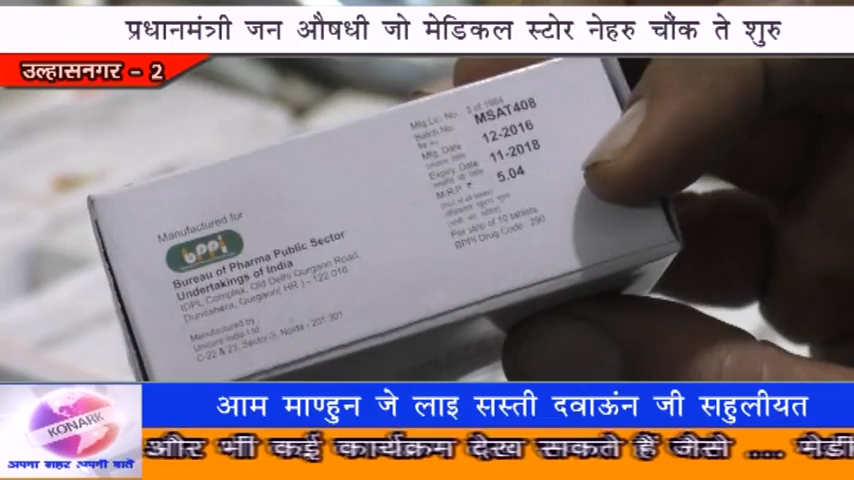 प्रधानमंत्री जन औषधी जो मेडिकल स्टोर नेहरु चौंक ते शुरु
उल्हासनगर - 2
Mfg Lic. No. 3 of 1984
Batch No. MSAT408
Mfg. Date 12-2016
Expiry Date 11-2018
M.R.P. ₹ 5.04
Per strip of 10 tablets
BPPI Drug Code : 290
Manufactured for
bppi
Bureau of Pharma Public Sector
Undertakings of India
IDPL Complex, Old Delhi Gurgaon Road,
Dundahera, Gurgaon( HR ) - 122 016
Manufactured by
Unicure India Ltd
C-22 & 23, Sector-3, Noida - 201 301
आम माण्हुन जे लाइ सस्ती दवाऊंन जी सहुलीयत
KONARK
अपना शहर अपनी बातें
और भी कई कार्यक्रम देख सकते हैं जैसे ... मेडी